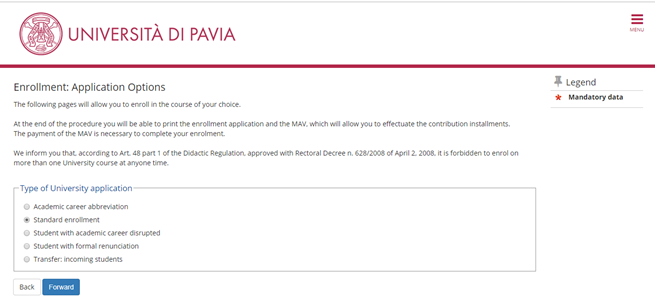 UNIVERSITÀ DI PAVIA
MENU
Enrollment: Application Options
The following pages will allow you to enroll in the course of your choice.
At the end of the procedure you will be able to print the enrollment application and the MAV, which will allow you to effectuate the contribution installments.
The payment of the MAV is necessary to complete your enrolment.
We inform you that, according to Art. 48 part 1 of the Didactic Regulation, approved with Rectoral Decree n. 628/2008 of April 2, 2008, it is forbidden to enrol on
more than one University course at anyone time.
Legend
* Mandatory data
Type of University application
Academic career abbreviation
Standard enrollment
Student with academic career disrupted
Student with formal renunciation
Transfer: incoming students
Back Forward